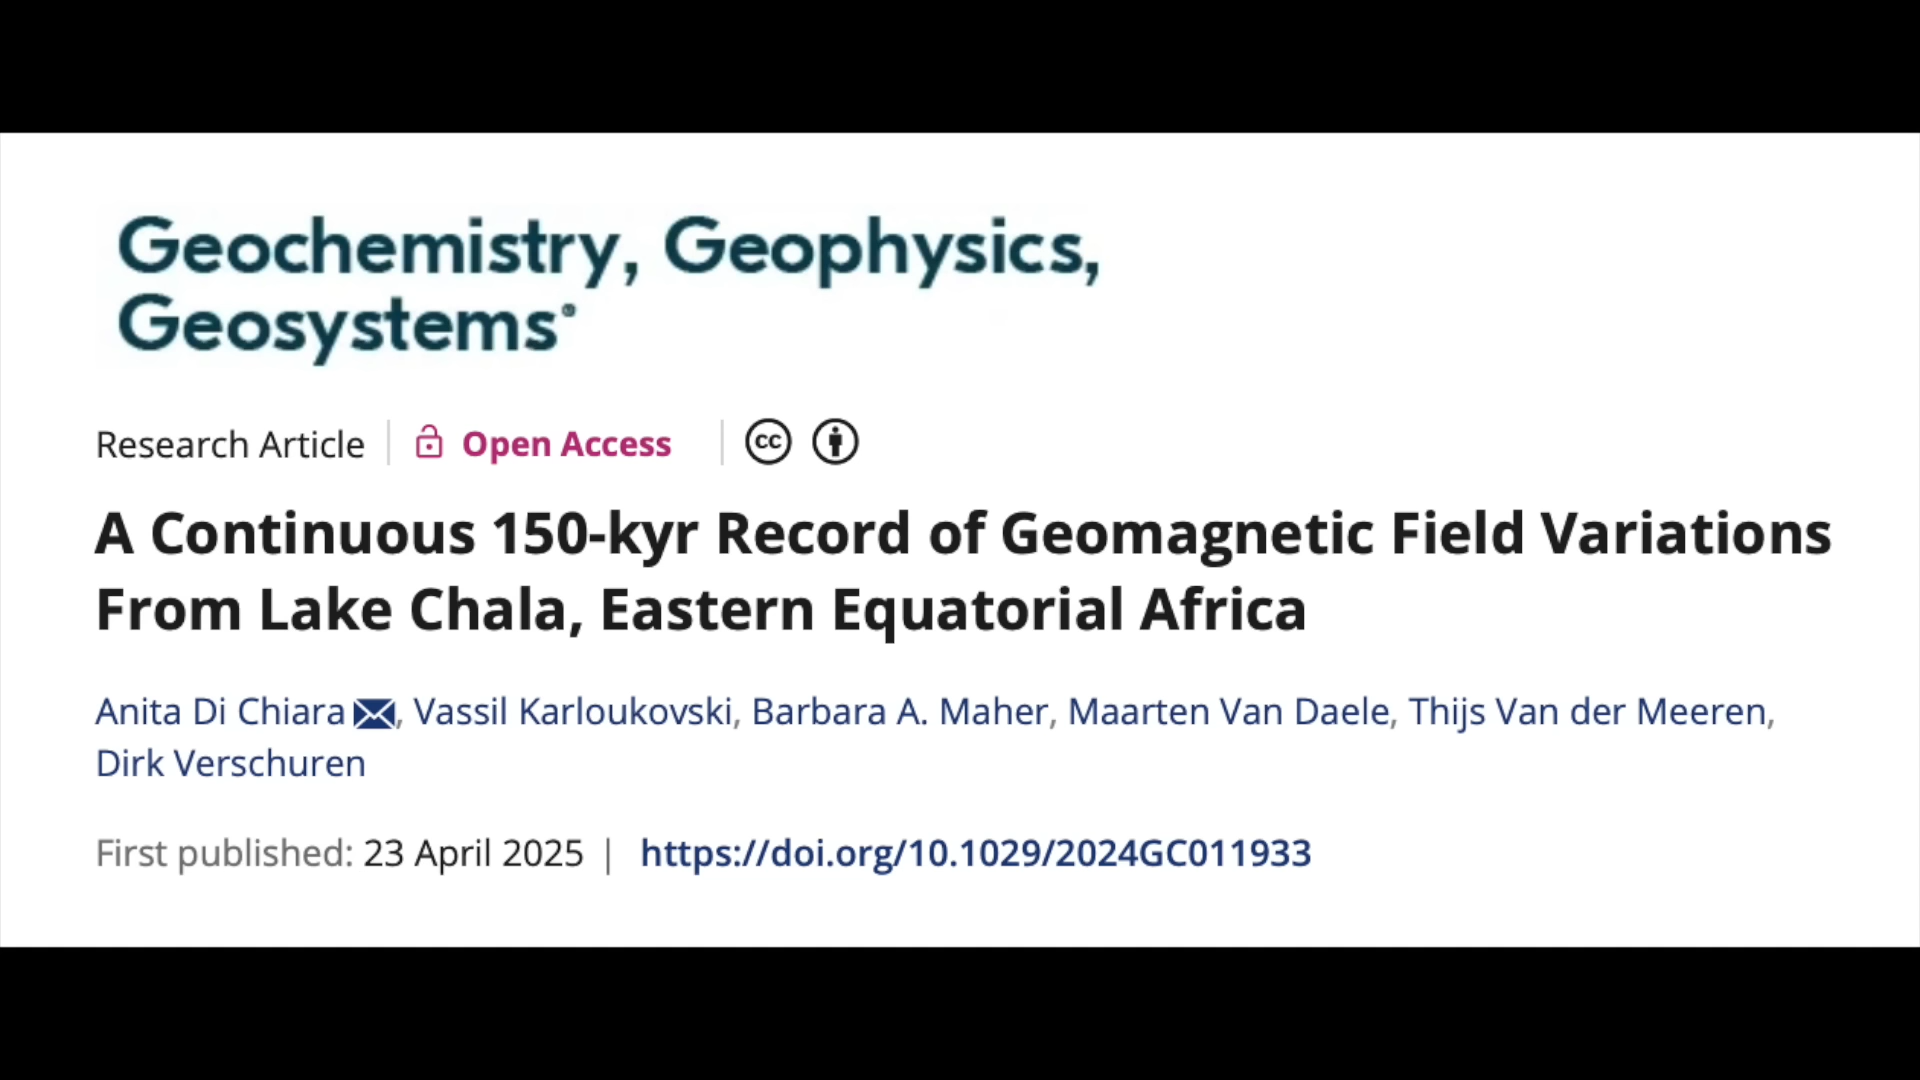 Geochemistry, Geophysics,
Geosystems®
Research Article | Open Access | cc
A Continuous 150-kyr Record of Geomagnetic Field Variations
From Lake Chala, Eastern Equatorial Africa
Anita Di Chiara, Vassil Karloukovski, Barbara A. Maher, Maarten Van Daele, Thijs Van der Meeren,
Dirk Verschuren
First published: 23 April 2025 | https://doi.org/10.1029/2024GC011933